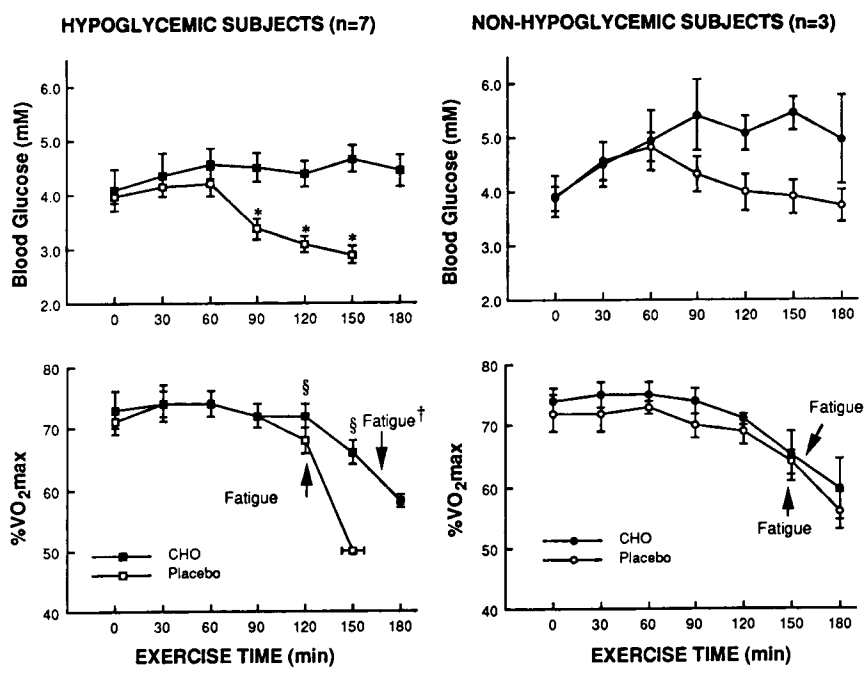 HYPOGLYCEMIC SUBJECTS (n=7)
Blood Glucose (mM)
6.0
5.0
4.0
3.0
2.0
* * *
0 30 60 90 120 150 180
%VO2max
80
70
60
50
40
§ §
Fatigue†
Fatigue
CHO
Placebo
0 30 60 90 120 150 180
EXERCISE TIME (min)
NON-HYPOGLYCEMIC SUBJECTS (n=3)
Blood Glucose (mM)
6.0
5.0
4.0
3.0
2.0
0 30 60 90 120 150 180
%VO2max
80
70
60
50
40
Fatigue
Fatigue
CHO
Placebo
0 30 60 90 120 150 180
EXERCISE TIME (min)